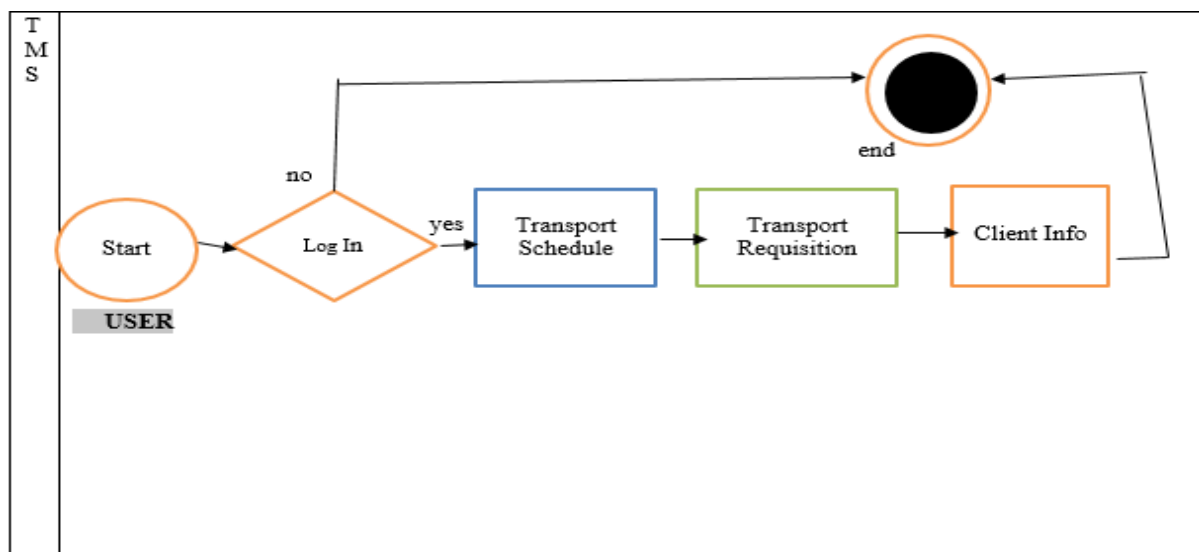 T
M
S
end
no
yes
Start
Log In
Transport
Schedule
Transport
Requisition
Client Info
USER